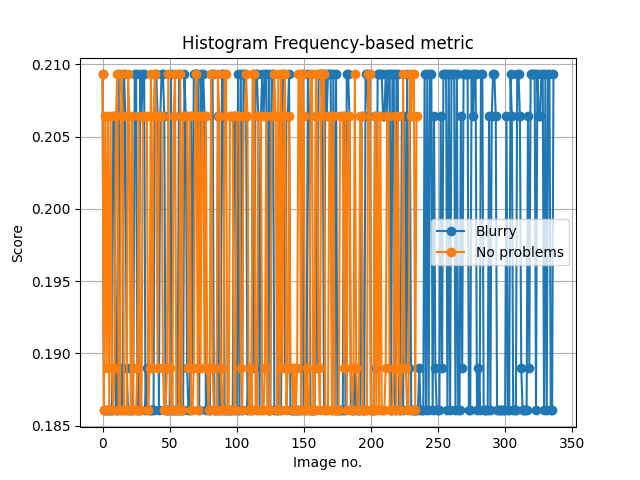 Histogram Frequency-based metric
0.210
0.205
0.200
0.195
0.190
0.185
Score
Blurry
No problems
0 50 100 150 200 250 300 350
Image no.